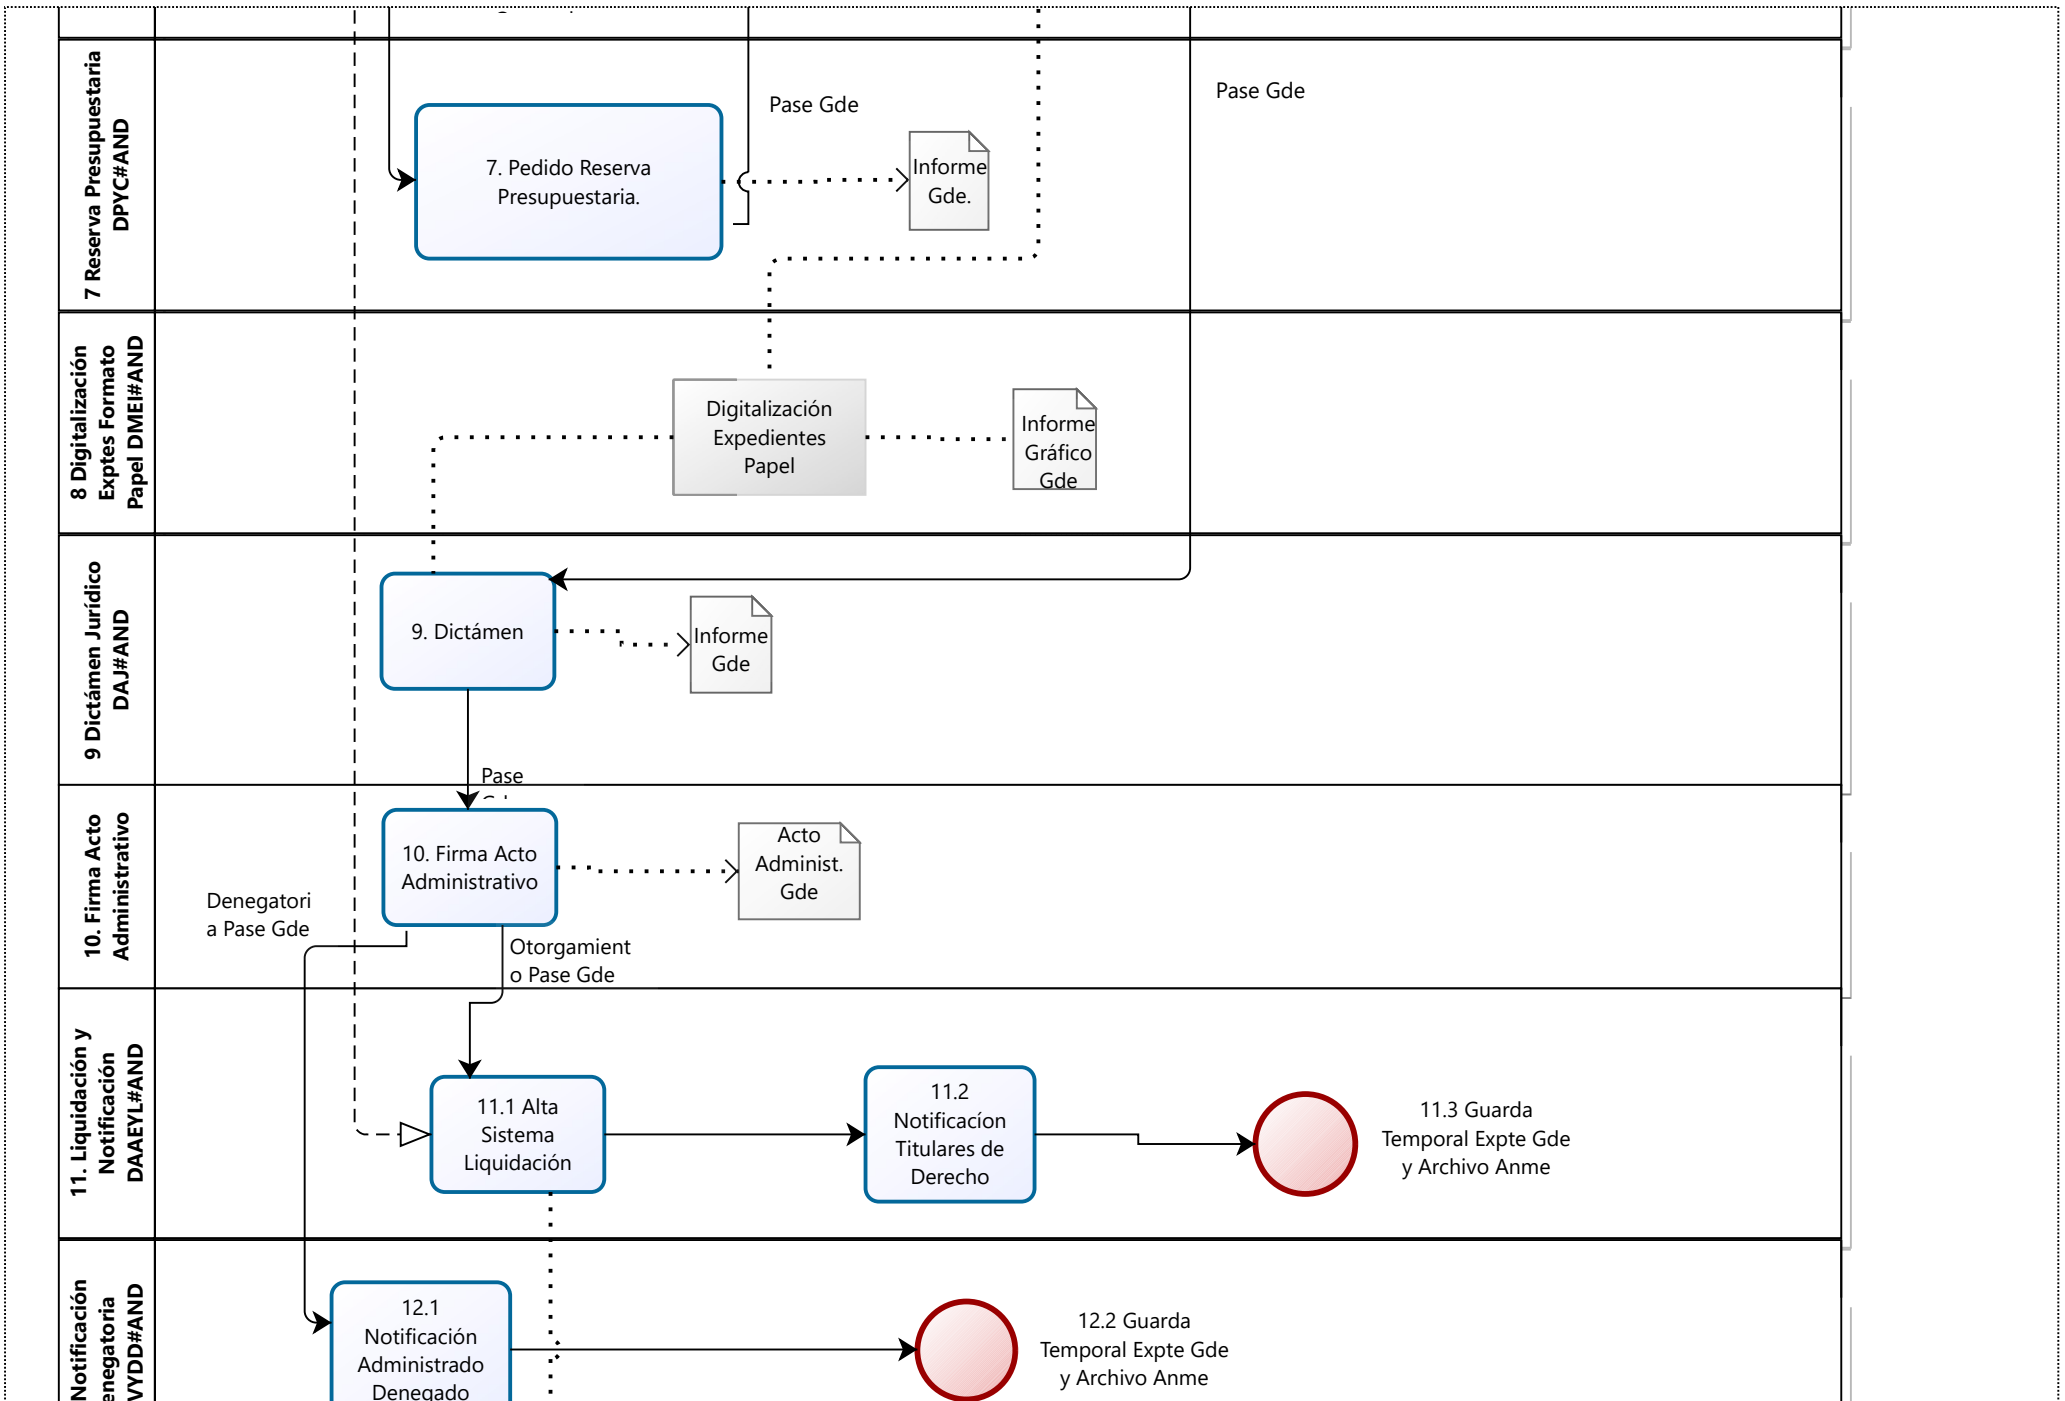 7 Reserva Presupuestaria
DPYC#AND
Pase Gde
Pase Gde
7. Pedido Reserva
Presupuestaria.
Informe
Gde.
8 Digitalización
Exptes Formato
Papel DMEI#AND
Digitalización
Expedientes
Papel
Informe
Gráfico
Gde
9 Dictámen Jurídico
DAJ#AND
9. Dictámen
Informe
Gde
Pase
10. Firma Acto
Administrativo
10. Firma Acto
Administrativo
Acto
Administ.
Gde
Denegatori
a Pase Gde
Otorgamient
o Pase Gde
11. Liquidación y
Notificación
DAAEYL#AND
11.1 Alta
Sistema
Liquidación
11.2
Notificacíon
Titulares de
Derecho
11.3 Guarda
Temporal Expte Gde
y Archivo Anme
Notificación
enegatoria
VYDD#AND
12.1
Notificación
Administrado
Denegado
12.2 Guarda
Temporal Expte Gde
y Archivo Anme